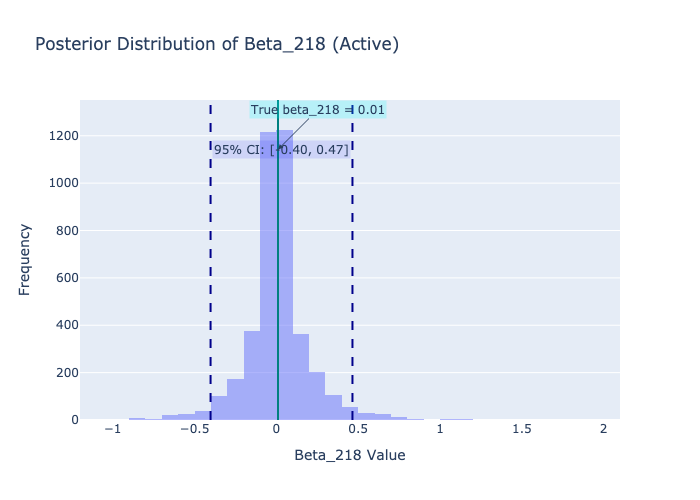 Posterior Distribution of Beta_218 (Active)
True beta_218 = 0.01
95% CI: [-0.40, 0.47]
1200
1000
800
600
400
200
0
Frequency
−1
−0.5
0
0.5
1
1.5
2
Beta_218 Value